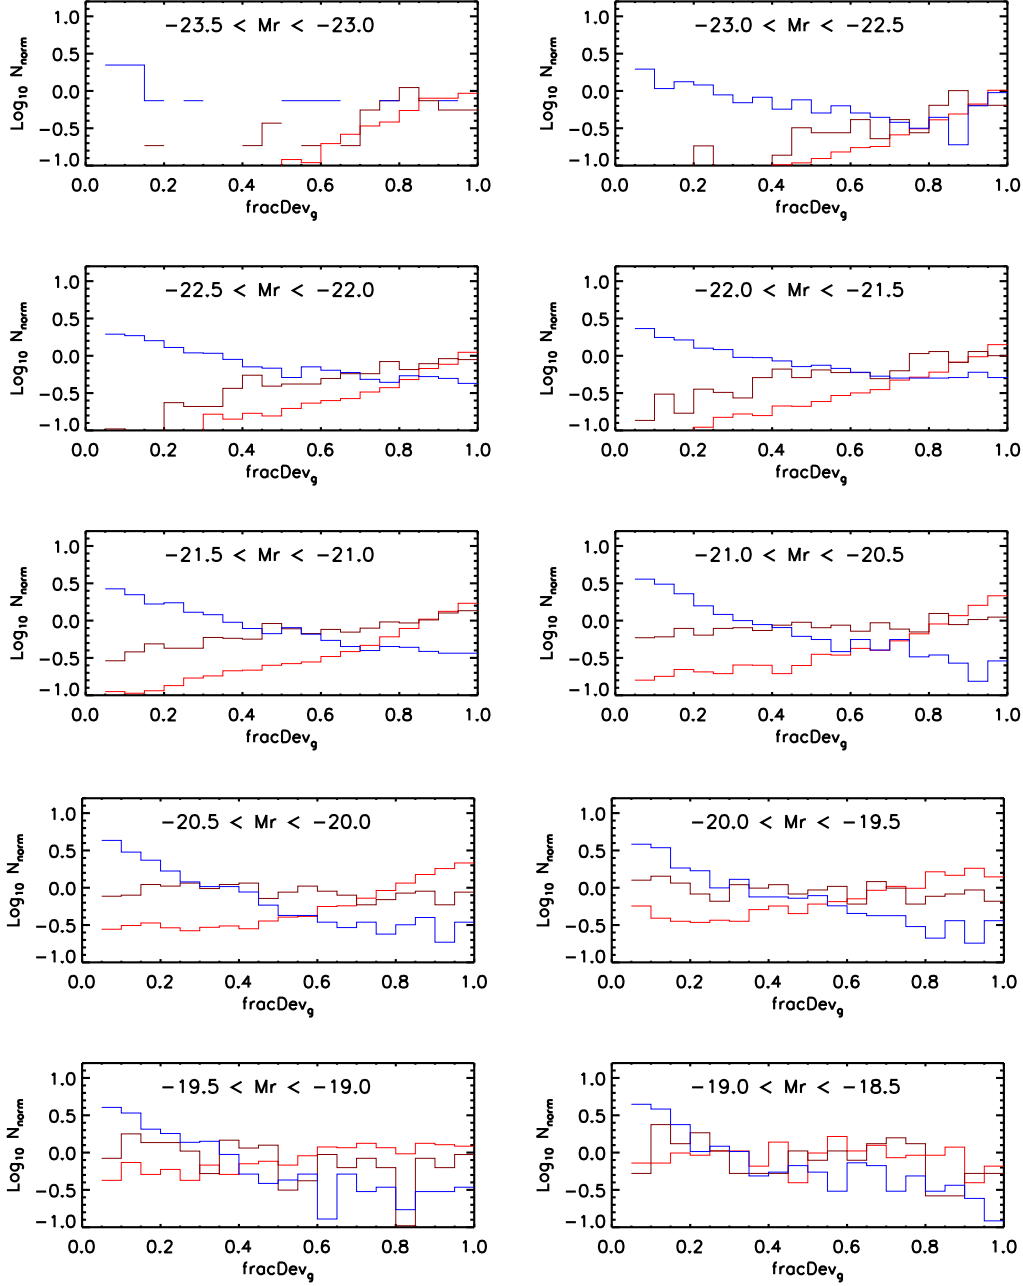 −23.5 < Mr < −23.0
1.0
0.5
0.0
−0.5
−1.0
Log10 Nnorm
0.0 0.2 0.4 0.6 0.8 1.0
fracDevg
−23.0 < Mr < −22.5
1.0
0.5
0.0
−0.5
−1.0
Log10 Nnorm
0.0 0.2 0.4 0.6 0.8 1.0
fracDevg
−22.5 < Mr < −22.0
1.0
0.5
0.0
−0.5
−1.0
Log10 Nnorm
0.0 0.2 0.4 0.6 0.8 1.0
fracDevg
−22.0 < Mr < −21.5
1.0
0.5
0.0
−0.5
−1.0
Log10 Nnorm
0.0 0.2 0.4 0.6 0.8 1.0
fracDevg
−21.5 < Mr < −21.0
1.0
0.5
0.0
−0.5
−1.0
Log10 Nnorm
0.0 0.2 0.4 0.6 0.8 1.0
fracDevg
−21.0 < Mr < −20.5
1.0
0.5
0.0
−0.5
−1.0
Log10 Nnorm
0.0 0.2 0.4 0.6 0.8 1.0
fracDevg
−20.5 < Mr < −20.0
1.0
0.5
0.0
−0.5
−1.0
Log10 Nnorm
0.0 0.2 0.4 0.6 0.8 1.0
fracDevg
−20.0 < Mr < −19.5
1.0
0.5
0.0
−0.5
−1.0
Log10 Nnorm
0.0 0.2 0.4 0.6 0.8 1.0
fracDevg
−19.5 < Mr < −19.0
1.0
0.5
0.0
−0.5
−1.0
Log10 Nnorm
0.0 0.2 0.4 0.6 0.8 1.0
fracDevg
−19.0 < Mr < −18.5
1.0
0.5
0.0
−0.5
−1.0
Log10 Nnorm
0.0 0.2 0.4 0.6 0.8 1.0
fracDevg